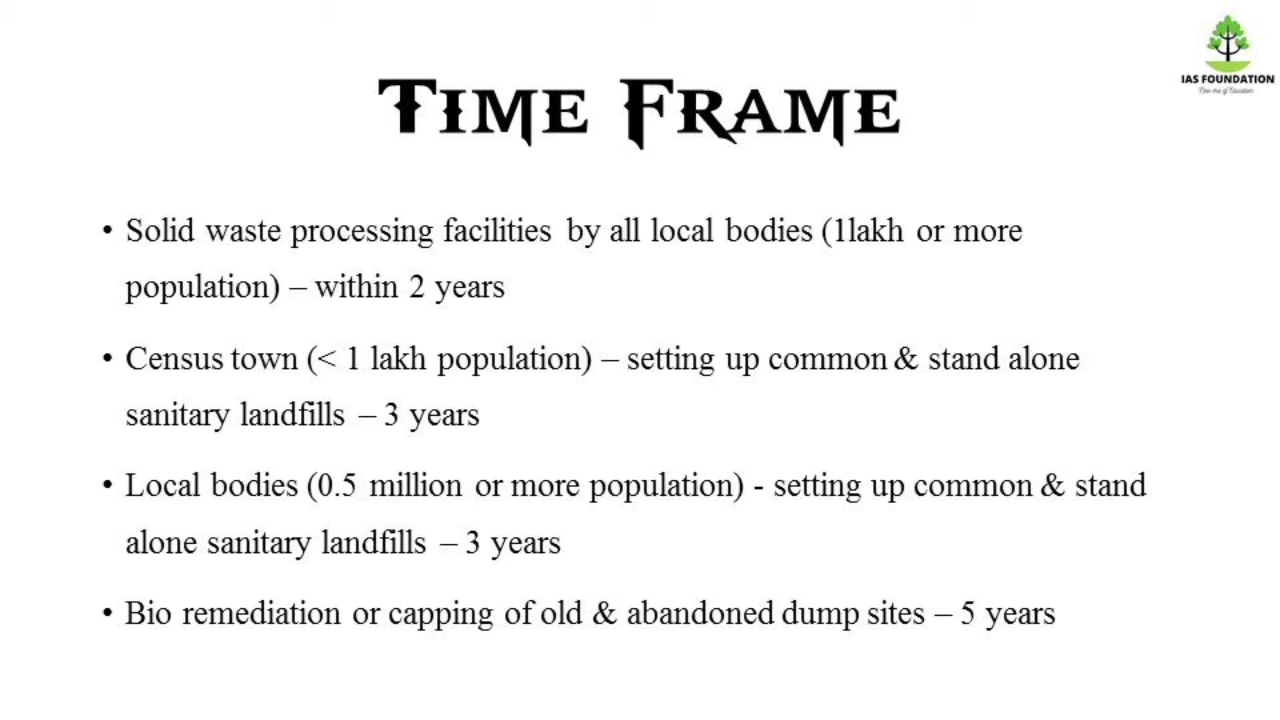 IAS FOUNDATION
TIME FRAME
• Solid waste processing facilities by all local bodies (1lakh or more
population) – within 2 years
• Census town (< 1 lakh population) – setting up common & stand alone
sanitary landfills – 3 years
• Local bodies (0.5 million or more population) - setting up common & stand
alone sanitary landfills – 3 years
• Bio remediation or capping of old & abandoned dump sites – 5 years